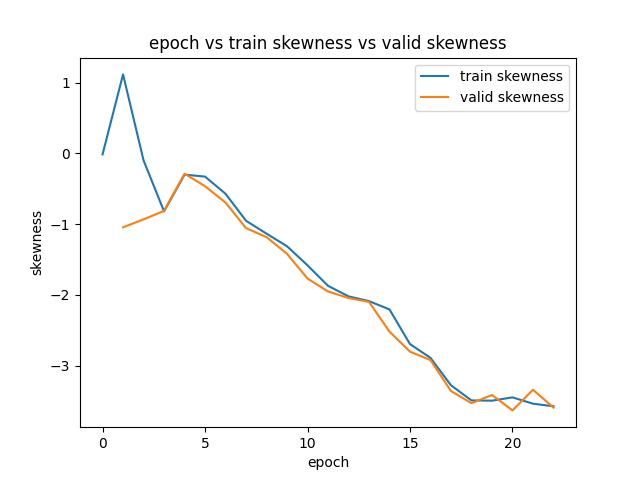 epoch vs train skewness vs valid skewness
train skewness
valid skewness
1
0
−1
−2
−3
skewness
0
5
10
15
20
epoch